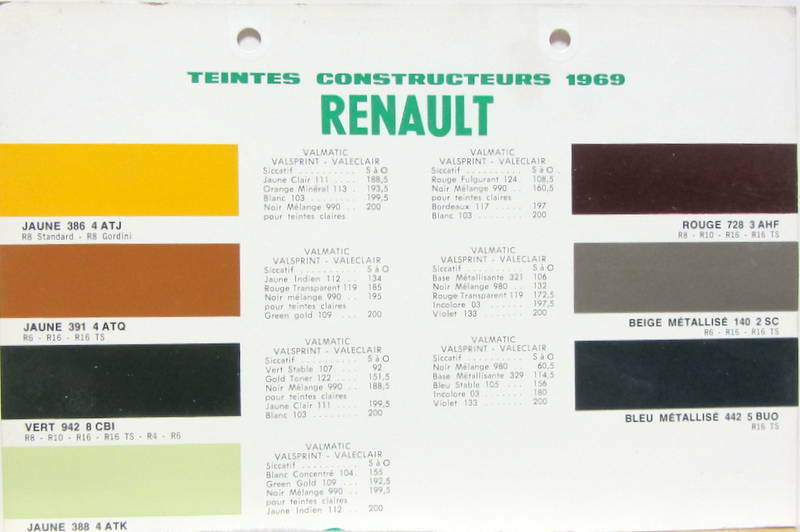 TEINTES CONSTRUCTEURS 1969
RENAULT
JAUNE 386 4 ATJ
R8 Standard - R8 Gordini
VALMATIC
VALSPRINT - VALECLAIR
Siccatif .......... S à O
Jaune Clair 111 .... 188,5
Orange Minéral 113 . 193,5
Blanc 103 ......... 199,5
Noir Mélange 990 .. 200
pour teintes claires
JAUNE 391 4 ATQ
R6 - R16 - R16 TS
VALMATIC
VALSPRINT - VALECLAIR
Siccatif ........... S à O
Jaune Indien 112 .. 134
Rouge Transparent 119 185
Noir mélange 990 .. 195
pour teintes claires
Green gold 109 ... 200
VERT 942 8 CBI
R8 - R10 - R16 - R16 TS - R4 - R6
VALMATIC
VALSPRINT - VALECLAIR
Siccatif .......... S à O
Vert Stable 107 .. 92
Gold Toner 122 ... 151,5
Noir Mélange 990 .. 188,5
pour teintes claires
Jaune Clair 111 .... 199,5
Blanc 103 ......... 200
JAUNE 388 4 ATK
VALMATIC
VALSPRINT - VALECLAIR
Siccatif .......... S à O
Blanc Concentré 104. 155
Green Gold 109 ... 192,5
Noir Mélange 990 .. 199,5
pour teintes claires
Jaune Indien 112 ... 200
VALMATIC
VALSPRINT - VALECLAIR
Siccatif .......... S à O
Rouge Fulgurant 124 . 108,5
Noir Mélange 990 .. 160,5
pour teintes claires
Bordeaux 117 ..... 197
Blanc 103 ........ 200
ROUGE 728 3 AHF
R8 - R10 - R16 - R16 TS
VALMATIC
VALSPRINT - VALECLAIR
Siccatif .......... S à O
Base Métallisante 321 106
Noir Mélange 980 .. 132
Rouge Transparent 119 172,5
Incolore 03 ....... 197,5
Violet 133 ....... 200
BEIGE MÉTALLISÉ 140 2 SC
R6 - R16 - R16 TS
VALMATIC
VALSPRINT - VALECLAIR
Siccatif .......... S à O
Noir Mélange 980 .. 60,5
Base Métallisante 329 114,5
Bleu Stable 105 ... 156
Incolore 03 ...... 180
Violet 133 ....... 200
BLEU MÉTALLISÉ 442 5 BUO
R16 TS